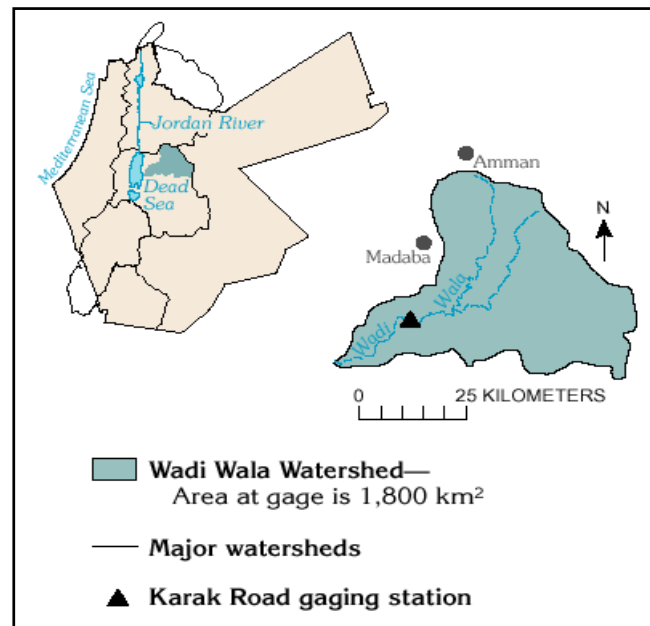 Mediterranean Sea
Jordan River
Dead
Sea
Amman
Madaba
N
Wadi Wala
0 25 KILOMETERS
Wadi Wala Watershed—
Area at gage is 1,800 km²
Major watersheds
Karak Road gaging station